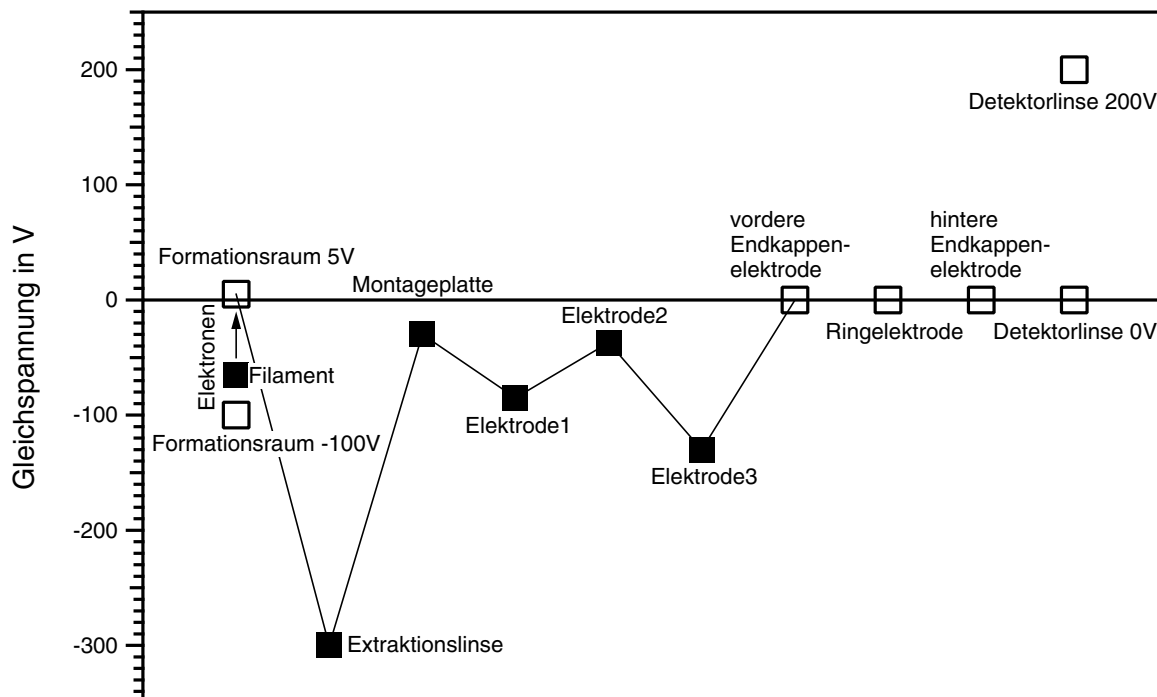 Gleichspannung in V
200
100
0
-100
-200
-300
Detektorlinse 200V
vordere
Endkappen-
elektrode
hintere
Endkappen-
elektrode
Formationsraum 5V
Montageplatte
Elektrode2
Ringelektrode
Detektorlinse 0V
Elektronen
Filament
Elektrode1
Formationsraum -100V
Elektrode3
Extraktionslinse